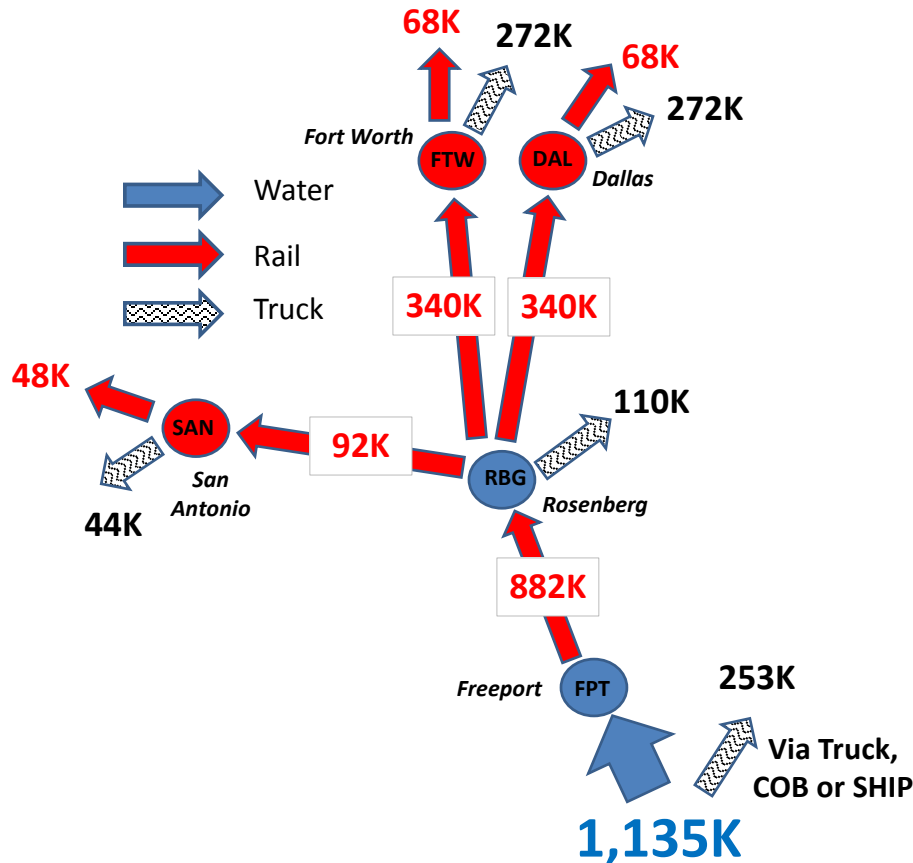 68K
272K
68K
272K
Fort Worth
FTW
DAL
Dallas
Water
Rail
Truck
340K
340K
48K
SAN
San
Antonio
44K
92K
110K
RBG
Rosenberg
882K
Freeport
FPT
253K
Via Truck,
COB or SHIP
1,135K